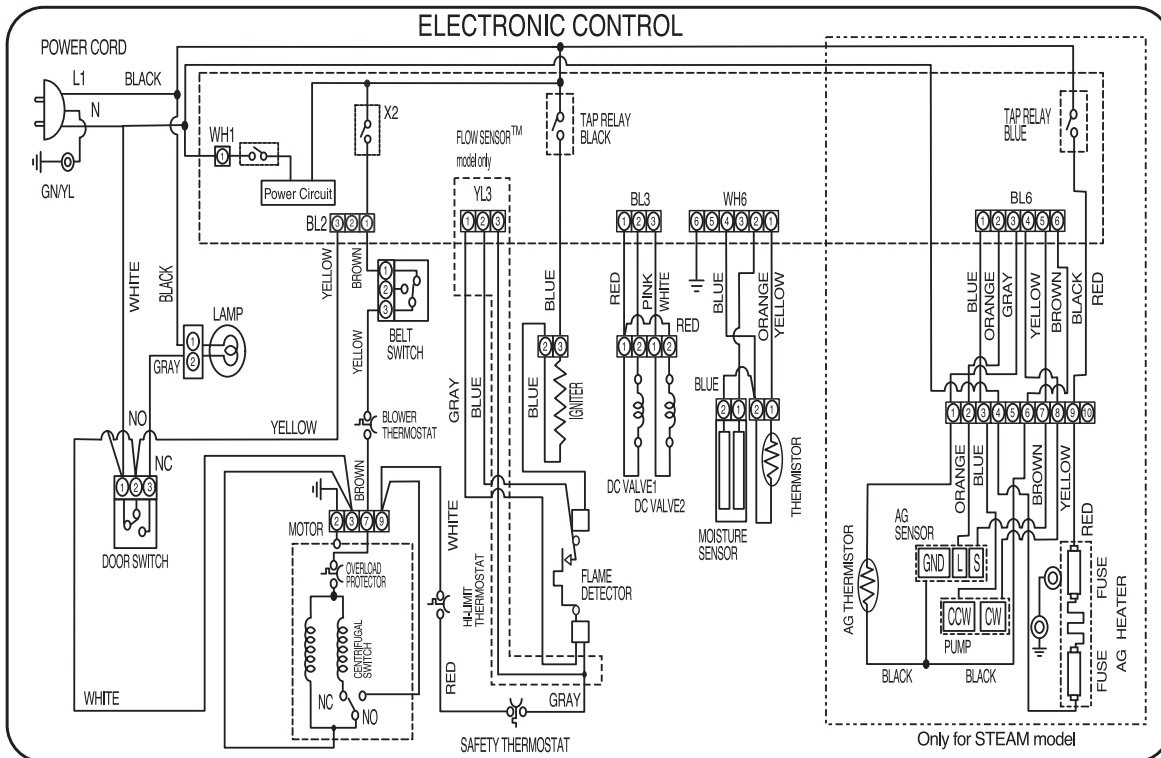 ELECTRONIC CONTROL
POWER CORD
L1
BLACK
N
GN/YL
WH1
1
X2
Power Circuit
FLOW SENSOR™
model only
YL3
1 2 3
TAP RELAY
BLACK
TAP RELAY
BLUE
BL2
3 2 1
BL3
1 2 3
WH6
6 5 4 3 2 1
BL6
1 2 3 4 5 6
WHITE
BLACK
YELLOW
BROWN
1
2
3
BELT
SWITCH
LAMP
1
2
GRAY
YELLOW
BLUE
RED
PINK
WHITE
RED
BLUE
ORANGE
YELLOW
BLUE
ORANGE
GRAY
YELLOW
BROWN
BLACK
RED
NO
NC
YELLOW
BLOWER
THERMOSTAT
BROWN
GRAY
BLUE
BLUE
2 3
IGNITER
1 2 1 2
DC VALVE1
DC VALVE2
BLUE
2 1 2 1
MOISTURE
SENSOR
THERMISTOR
1 2 3 4 5 6 7 8 9 10
1 2 3
DOOR SWITCH
MOTOR
2 3 7 9
OVERLOAD
PROTECTOR
CENTRIFUGAL
SWITCH
NC
NO
WHITE
WHITE
HI-LIMIT
THERMOSTAT
RED
FLAME
DETECTOR
GRAY
SAFETY THERMOSTAT
ORANGE
BLUE
BROWN
YELLOW
RED
AG
SENSOR
GND L S
CCW CW
PUMP
AG THERMISTOR
BLACK
BLACK
FUSE
FUSE
AG HEATER
Only for STEAM model